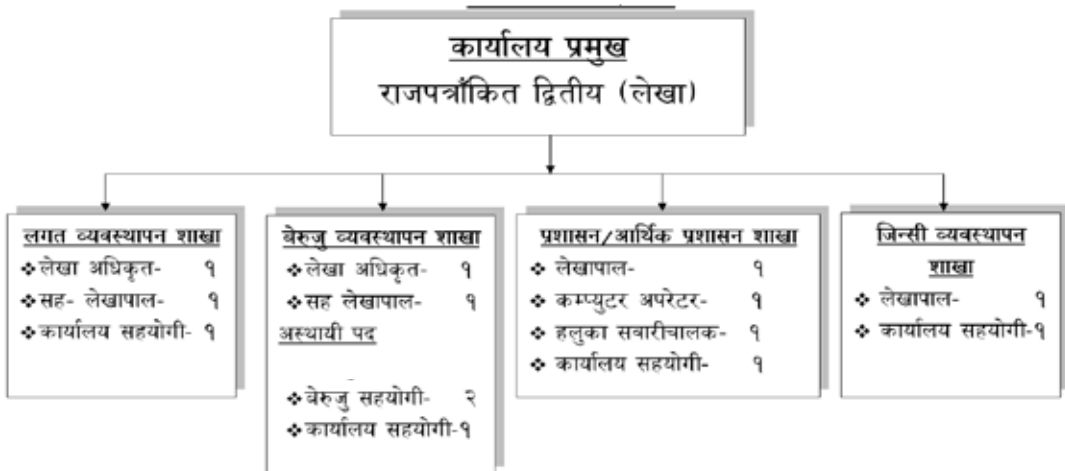 कार्यालय प्रमुख
राजपत्राँकित द्वितीय (लेखा)
लगत व्यवस्थापन शाखा
❖लेखा अधिकृत- १
❖सह- लेखापाल- १
❖कार्यालय सहयोगी- १
बेरुजु व्यवस्थापन शाखा
❖लेखा अधिकृत- १
❖सह लेखापाल- १
अस्थायी पद
❖बेरुजु सहयोगी- २
❖कार्यालय सहयोगी-१
प्रशासन/आर्थिक प्रशासन शाखा
❖ लेखापाल- १
❖ कम्प्युटर अपरेटर- १
❖ हलुका सवारीचालक- १
❖ कार्यालय सहयोगी- १
जिन्सी व्यवस्थापन
शाखा
❖ लेखापाल- १
❖ कार्यालय सहयोगी-१